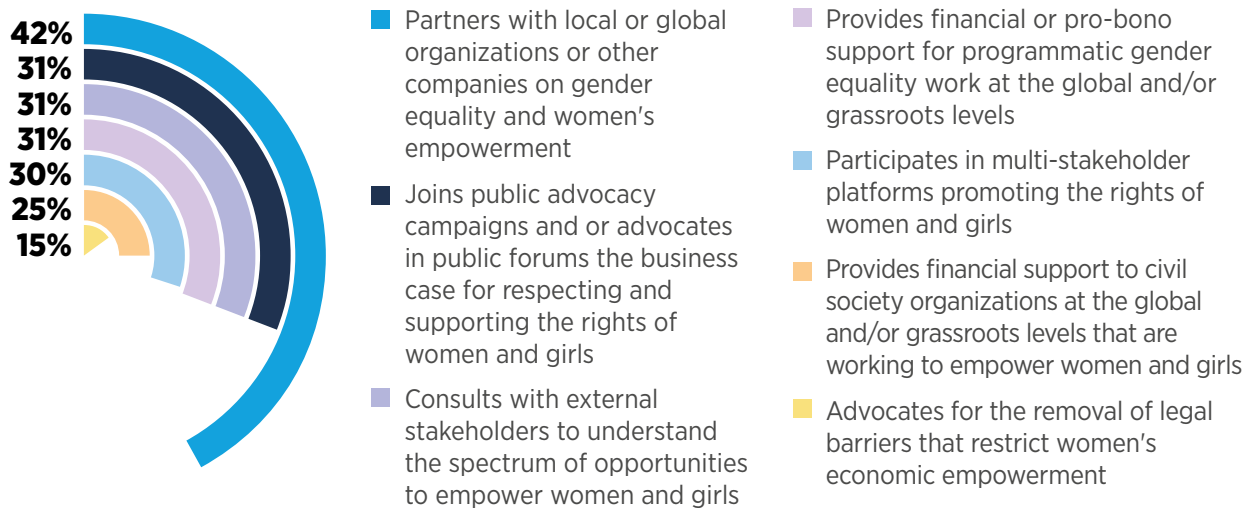 42%
31%
31%
31%
30%
25%
15%
Partners with local or global
organizations or other
companies on gender
equality and women's
empowerment
Joins public advocacy
campaigns and or advocates
in public forums the business
case for respecting and
supporting the rights of
women and girls
Consults with external
stakeholders to understand
the spectrum of opportunities
to empower women and girls
Provides financial or pro-bono
support for programmatic gender
equality work at the global and/or
grassroots levels
Participates in multi-stakeholder
platforms promoting the rights of
women and girls
Provides financial support to civil
society organizations at the global
and/or grassroots levels that are
working to empower women and girls
Advocates for the removal of legal
barriers that restrict women's
economic empowerment